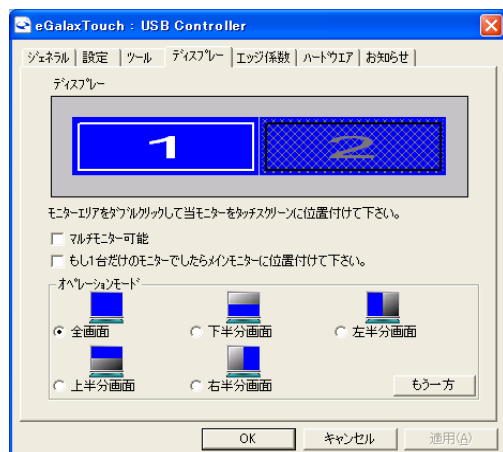 eGalaxTouch : USB Controller
ジェネラル 設定 ツール ディスプレー エッジ係数 ハードウエア お知らせ
ディスプレー
1 2
モニターエリアをダブルクリックして当モニターをタッチスクリーンに位置付けて下さい。
マルチモニター可能
もし1台だけのモニターでしたらメインモニターに位置付けて下さい。
オペレーションモード
全画面 下半分画面 左半分画面
上半分画面 右半分画面 もう一方
OK キャンセル 適用(A)